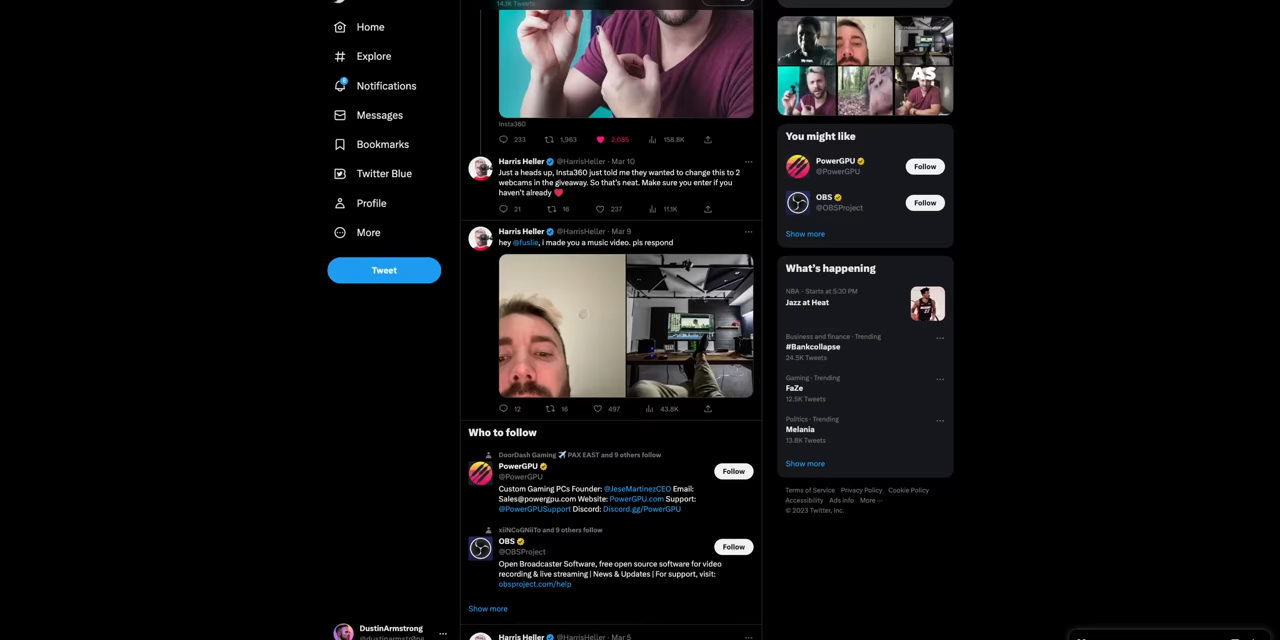 Home
Explore
Notifications
Messages
Bookmarks
Twitter Blue
Profile
More
Tweet
DustinArmstrong
14.1K Tweets
Insta360
233 1,963 2,085 158.8K
Harris Heller @HarrisHeller · Mar 10
Just a heads up, Insta360 just told me they wanted to change this to 2
webcams in the giveaway. So that's neat. Make sure you enter if you
haven't already ❤️
21 16 237 11.1K
Harris Heller @HarrisHeller · Mar 9
hey @fuslie, i made you a music video. pls respond
12 16 497 43.8K
Who to follow
DoorDash Gaming ✈️ PAX EAST and 9 others follow
PowerGPU
@PowerGPU
Follow
Custom Gaming PCs Founder: @JeseMartinezCEO Email:
Sales@powergpu.com Website: PowerGPU.com Support:
@PowerGPUSupport Discord: Discord.gg/PowerGPU
xiiNCoGNiiTo and 9 others follow
OBS
@OBSProject
Follow
Open Broadcaster Software, free open source software for video
recording & live streaming | News & Updates | For support, visit:
obsproject.com/help
Show more
Harris Heller @HarrisHeller · Mar 5
AS
You might like
PowerGPU
@PowerGPU
Follow
OBS
@OBSProject
Follow
Show more
What's happening
NBA · Starts at 5:30 PM
Jazz at Heat
Business and finance · Trending
#Bankcollapse
24.5K Tweets
Gaming · Trending
FaZe
12.5K Tweets
Politics · Trending
Melania
13.8K Tweets
Show more
Terms of Service Privacy Policy Cookie Policy
Accessibility Ads info More ···
© 2023 Twitter, Inc.